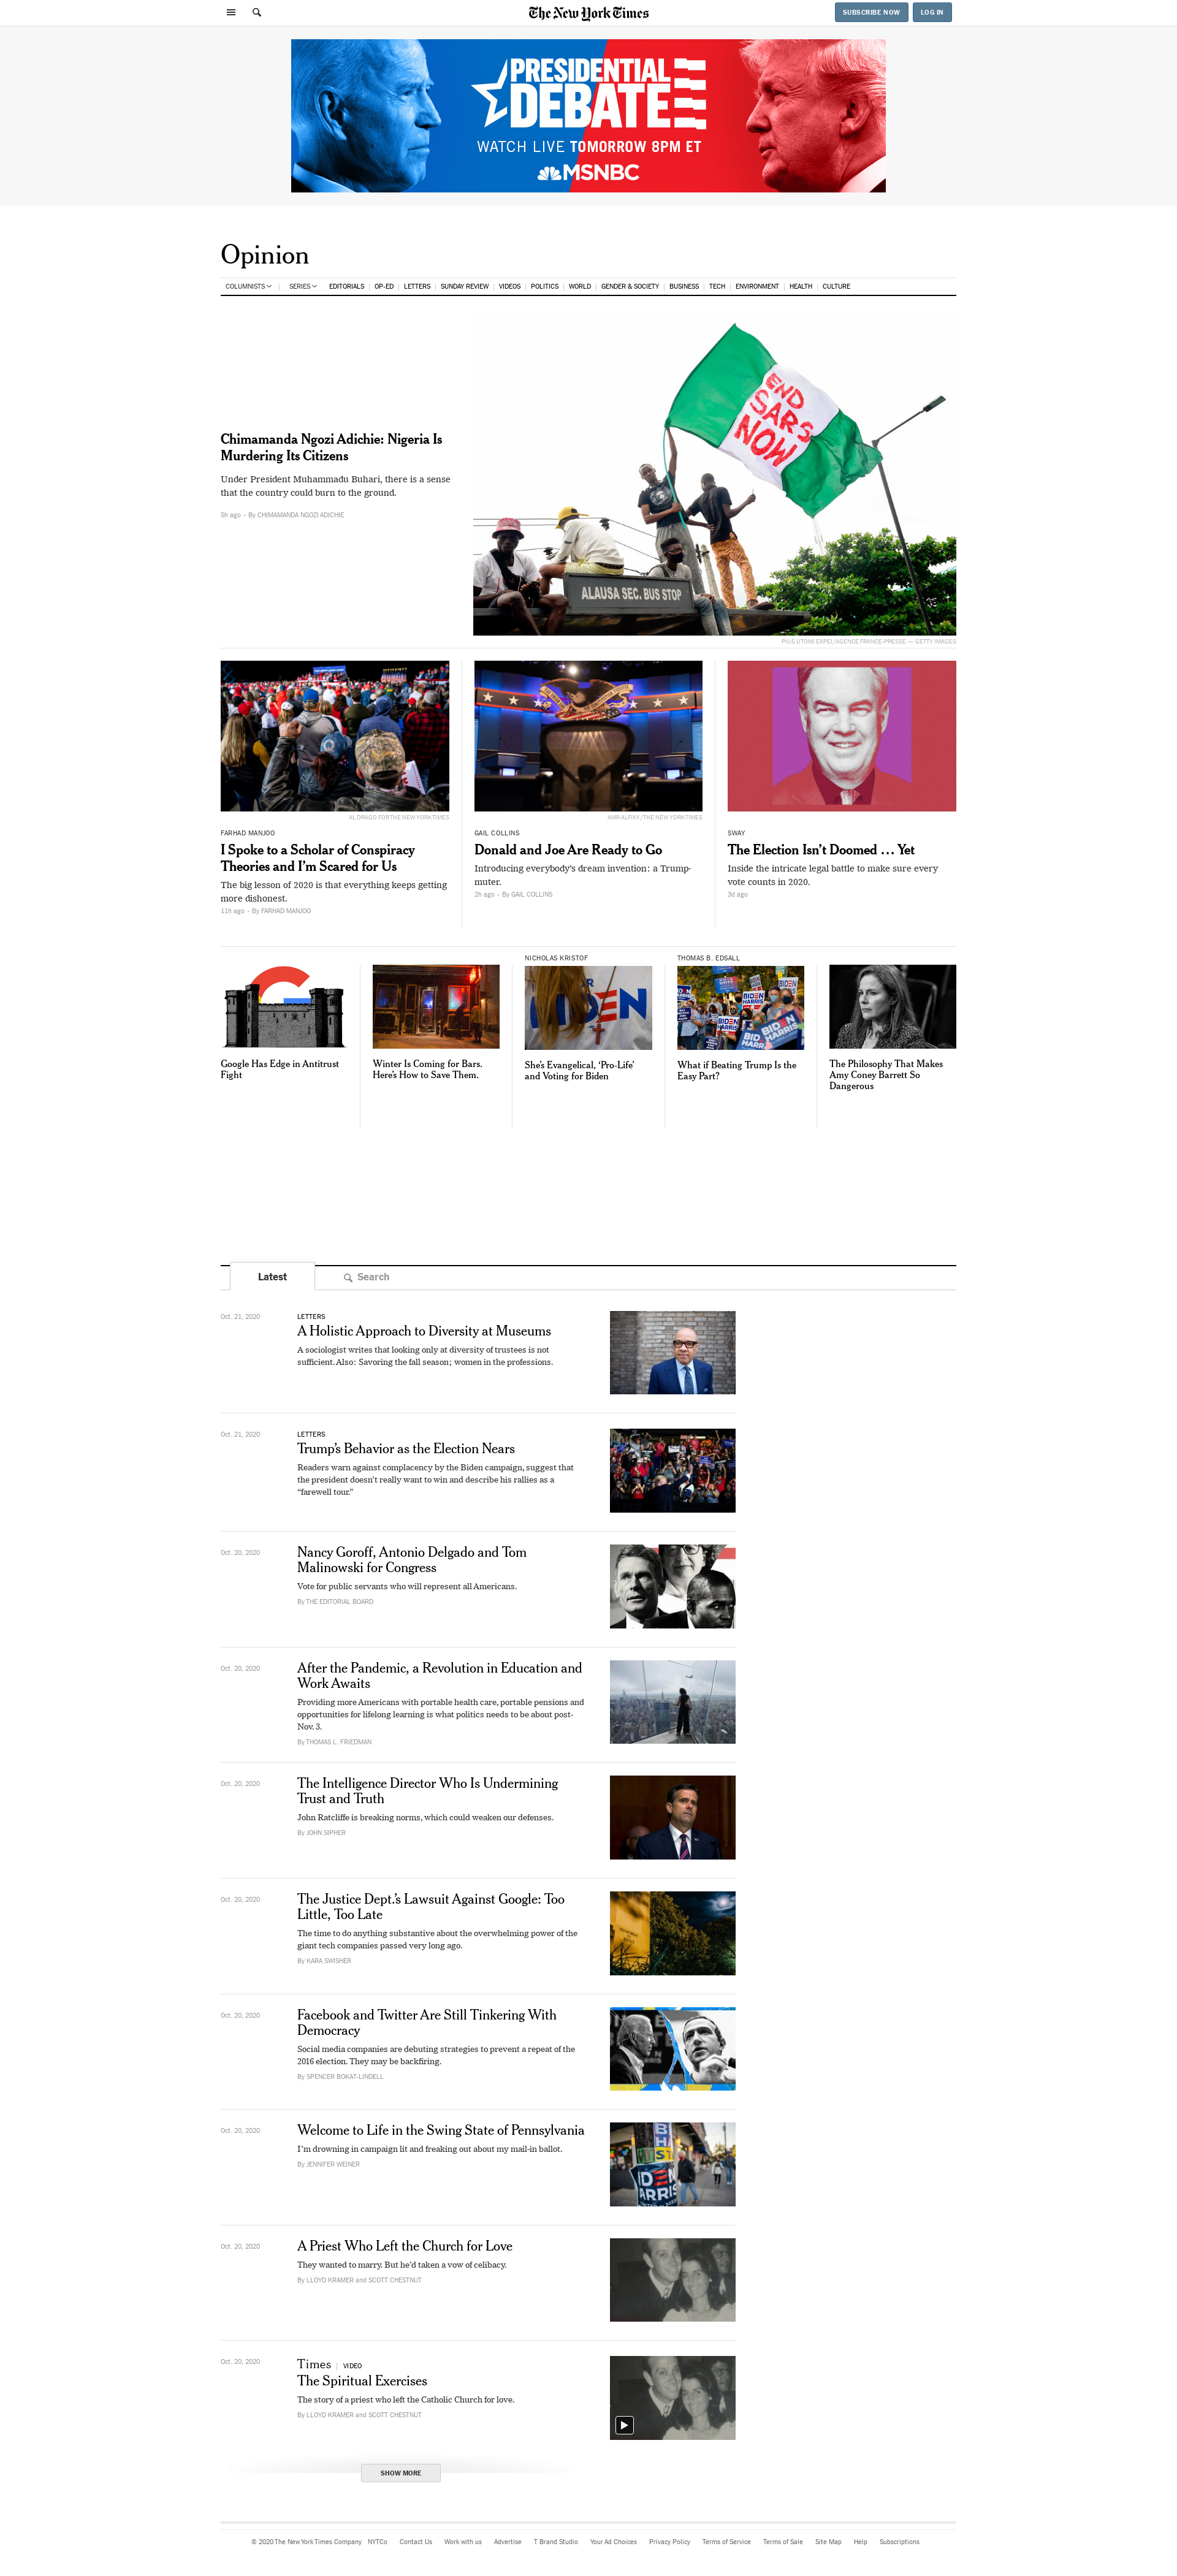 The New York Times
SUBSCRIBE NOW
LOG IN
PRESIDENTIAL
DEBATE
WATCH LIVE TOMORROW 8PM ET
MSNBC
Opinion
COLUMNISTS | SERIES EDITORIALS | OP-ED | LETTERS | SUNDAY REVIEW | VIDEOS | POLITICS | WORLD | GENDER & SOCIETY | BUSINESS | TECH | ENVIRONMENT | HEALTH | CULTURE
Chimamanda Ngozi Adichie: Nigeria Is
Murdering Its Citizens
Under President Muhammadu Buhari, there is a sense
that the country could burn to the ground.
5h ago • By CHIMAMANDA NGOZI ADICHIE
END
SARS
NOW
ALAUSA SEC. BUS STOP
PIUS UTOMI EKPEI/AGENCE FRANCE-PRESSE — GETTY IMAGES
AL DRAGO FOR THE NEW YORK TIMES
FARHAD MANJOO
I Spoke to a Scholar of Conspiracy
Theories and I’m Scared for Us
The big lesson of 2020 is that everything keeps getting
more dishonest.
11h ago • By FARHAD MANJOO
AMR ALFIKY/THE NEW YORK TIMES
GAIL COLLINS
Donald and Joe Are Ready to Go
Introducing everybody’s dream invention: a Trump-
muter.
2h ago • By GAIL COLLINS
SWAY
The Election Isn’t Doomed … Yet
Inside the intricate legal battle to make sure every
vote counts in 2020.
3d ago
Google Has Edge in Antitrust
Fight
Winter Is Coming for Bars.
Here’s How to Save Them.
NICHOLAS KRISTOF
She’s Evangelical, ‘Pro-Life’
and Voting for Biden
THOMAS B. EDSALL
BIDEN
HARRIS
What if Beating Trump Is the
Easy Part?
The Philosophy That Makes
Amy Coney Barrett So
Dangerous
Latest
Search
Oct. 21, 2020
LETTERS
A Holistic Approach to Diversity at Museums
A sociologist writes that looking only at diversity of trustees is not
sufficient. Also: Savoring the fall season; women in the professions.
Oct. 21, 2020
LETTERS
Trump’s Behavior as the Election Nears
Readers warn against complacency by the Biden campaign, suggest that
the president doesn’t really want to win and describe his rallies as a
“farewell tour.”
Oct. 20, 2020
Nancy Goroff, Antonio Delgado and Tom
Malinowski for Congress
Vote for public servants who will represent all Americans.
By THE EDITORIAL BOARD
Oct. 20, 2020
After the Pandemic, a Revolution in Education and
Work Awaits
Providing more Americans with portable health care, portable pensions and
opportunities for lifelong learning is what politics needs to be about post-
Nov. 3.
By THOMAS L. FRIEDMAN
Oct. 20, 2020
The Intelligence Director Who Is Undermining
Trust and Truth
John Ratcliffe is breaking norms, which could weaken our defenses.
By JOHN SIPHER
Oct. 20, 2020
The Justice Dept.’s Lawsuit Against Google: Too
Little, Too Late
The time to do anything substantive about the overwhelming power of the
giant tech companies passed very long ago.
By KARA SWISHER
Oct. 20, 2020
Facebook and Twitter Are Still Tinkering With
Democracy
Social media companies are debuting strategies to prevent a repeat of the
2016 election. They may be backfiring.
By SPENCER BOKAT-LINDELL
Oct. 20, 2020
Welcome to Life in the Swing State of Pennsylvania
I’m drowning in campaign lit and freaking out about my mail-in ballot.
By JENNIFER WEINER
Oct. 20, 2020
A Priest Who Left the Church for Love
They wanted to marry. But he’d taken a vow of celibacy.
By LLOYD KRAMER and SCOTT CHESTNUT
Oct. 20, 2020
Times | VIDEO
The Spiritual Exercises
The story of a priest who left the Catholic Church for love.
By LLOYD KRAMER and SCOTT CHESTNUT
SHOW MORE
© 2020 The New York Times Company NYTCo Contact Us Work with us Advertise T Brand Studio Your Ad Choices Privacy Policy Terms of Service Terms of Sale Site Map Help Subscriptions